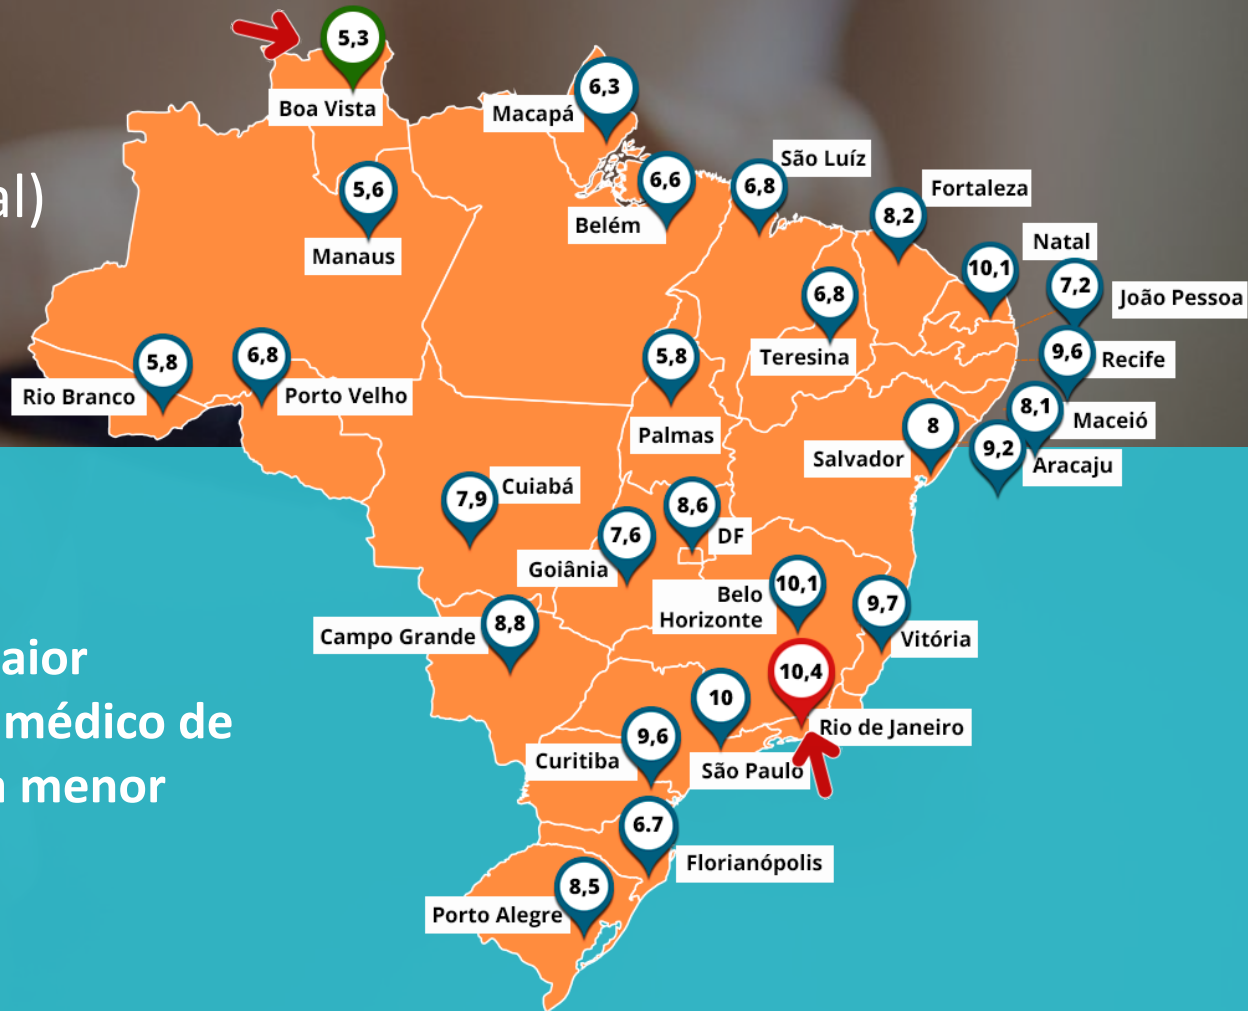 5,3
Boa Vista
6,3
Macapá
al)
5,6
Manaus
6,6
Belém
6,8
São Luíz
8,2
Fortaleza
10,1
Natal
7,2
João Pessoa
6,8
Teresina
9,6
Recife
5,8
Rio Branco
6,8
Porto Velho
5,8
Palmas
8,1
Maceió
8
Salvador
9,2
Aracaju
7,9
Cuiabá
8,6
DF
7,6
Goiânia
10,1
Belo
Horizonte
9,7
Vitória
8,8
Campo Grande
aior
médico de
menor
10,4
Rio de Janeiro
10
São Paulo
9,6
Curitiba
6.7
Florianópolis
8,5
Porto Alegre